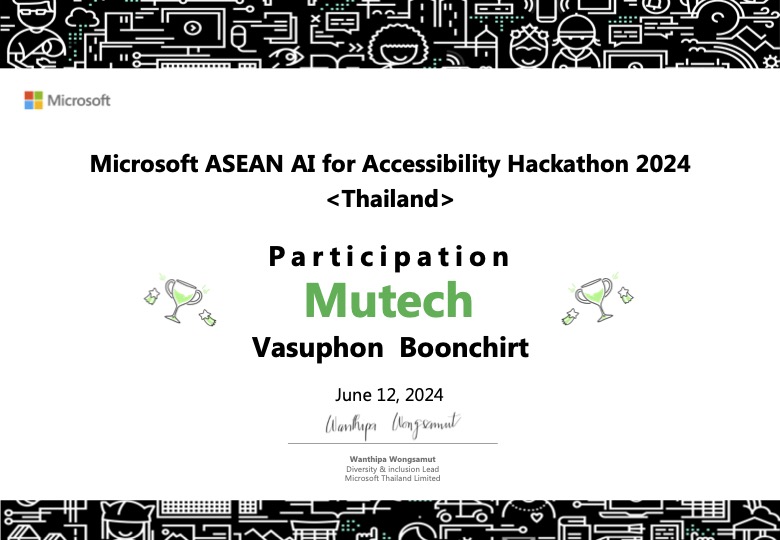 Microsoft
Microsoft ASEAN AI for Accessibility Hackathon 2024
<Thailand>
Participation
Mutech
Vasuphon Boonchirt
June 12, 2024
Wanthipa Wongsamut
Wanthipa Wongsamut
Diversity & inclusion Lead
Microsoft Thailand Limited